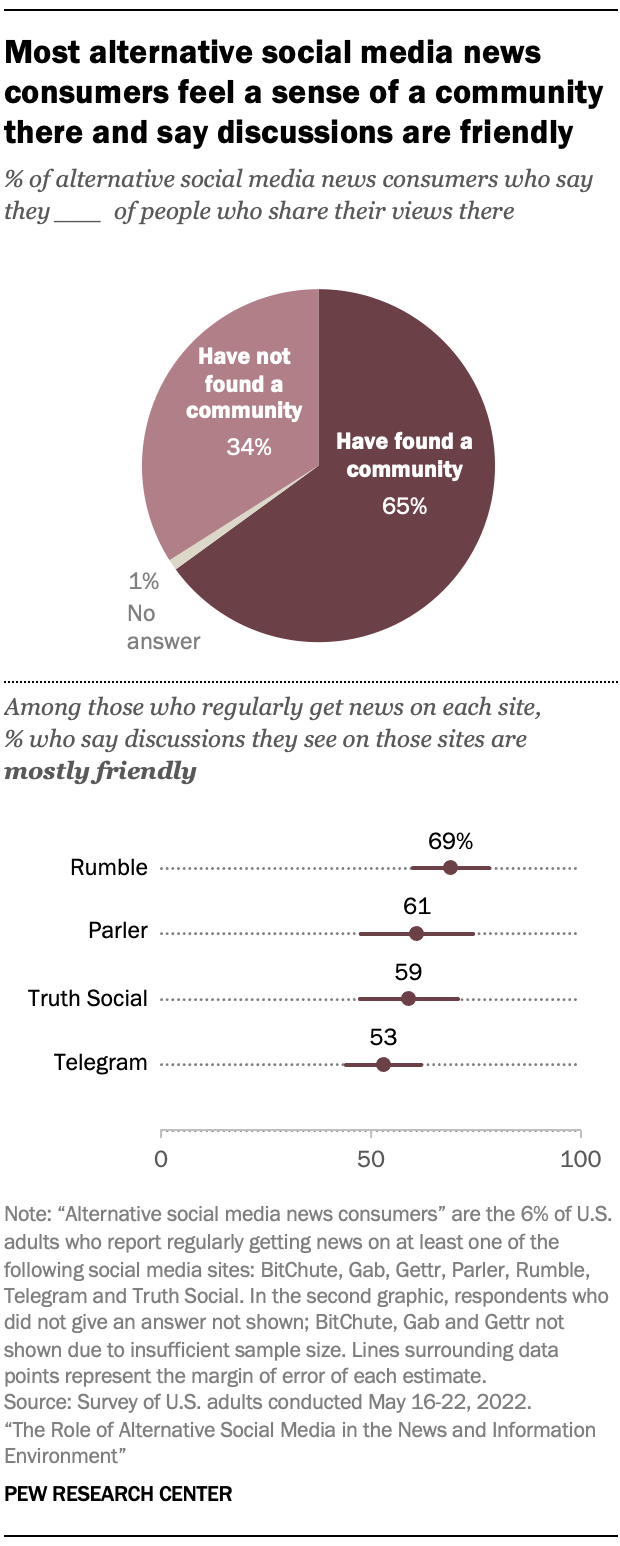 Most alternative social media news
consumers feel a sense of a community
there and say discussions are friendly
% of alternative social media news consumers who say
they ___ of people who share their views there
Have not
found a
community
34%
Have found a
community
65%
1%
No
answer
Among those who regularly get news on each site,
% who say discussions they see on those sites are
mostly friendly
69%
Rumble
61
Parler
59
Truth Social
53
Telegram
0 50 100
Note: “Alternative social media news consumers” are the 6% of U.S.
adults who report regularly getting news on at least one of the
following social media sites: BitChute, Gab, Gettr, Parler, Rumble,
Telegram and Truth Social. In the second graphic, respondents who
did not give an answer not shown; BitChute, Gab and Gettr not
shown due to insufficient sample size. Lines surrounding data
points represent the margin of error of each estimate.
Source: Survey of U.S. adults conducted May 16-22, 2022.
“The Role of Alternative Social Media in the News and Information
Environment”
PEW RESEARCH CENTER